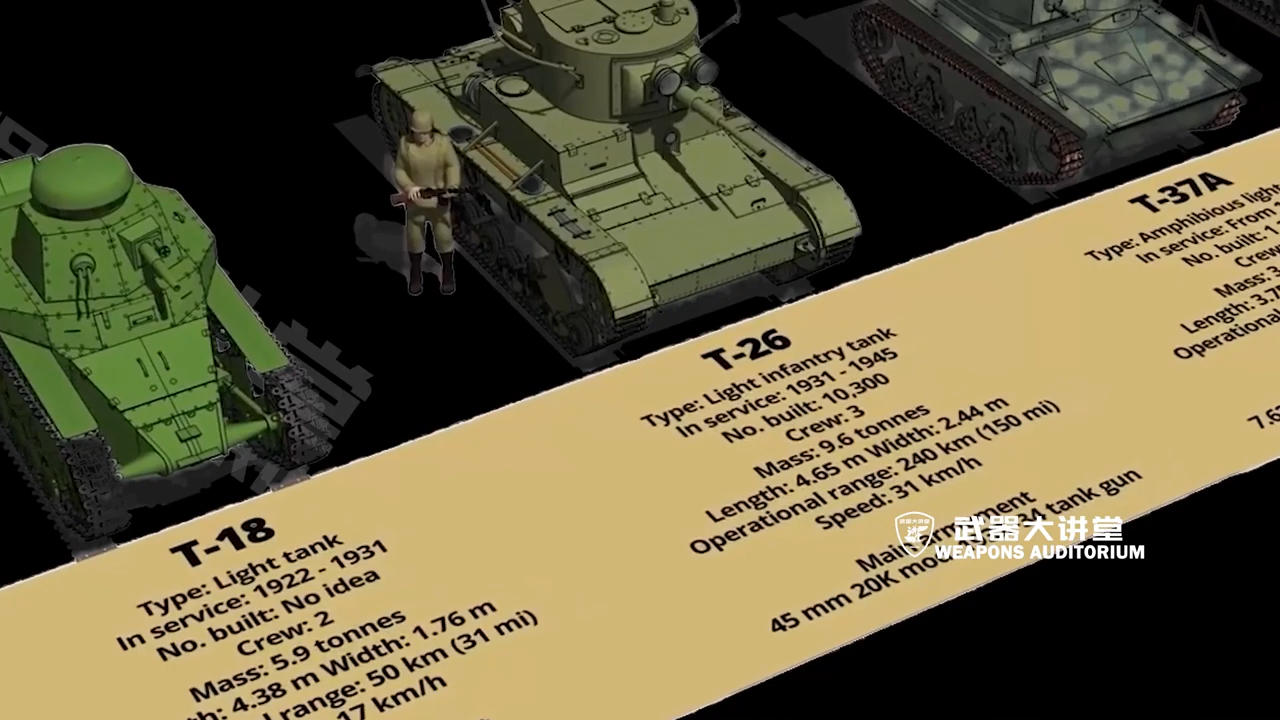 T-18
Type: Light tank
In service: 1922 - 1931
No. built: No idea
Crew: 2
Mass: 5.9 tonnes
4.38 m Width: 1.76 m
range: 50 km (31 mi)
17 km/h
T-26
Type: Light infantry tank
In service: 1931 - 1945
No. built: 10,300
Crew: 3
Mass: 9.6 tonnes
Length: 4.65 m Width: 2.44 m
Operational range: 240 km (150 mi)
Speed: 31 km/h
Main
45 mm 20K tank gun
T-37A
Type: Amphibious light
In service: From
No. built:
Crew
Mass:
Length:
Operational
武器大讲堂
WEAPONS AUDITORIUM